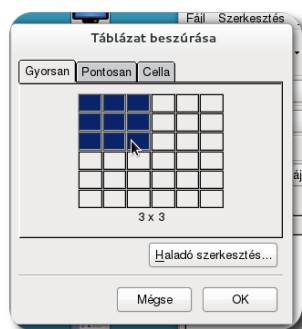 Fájl Szerkesztés
Táblázat beszúrása
Gyorsan Pontosan Cella
3 x 3
Haladó szerkesztés...
Mégse OK